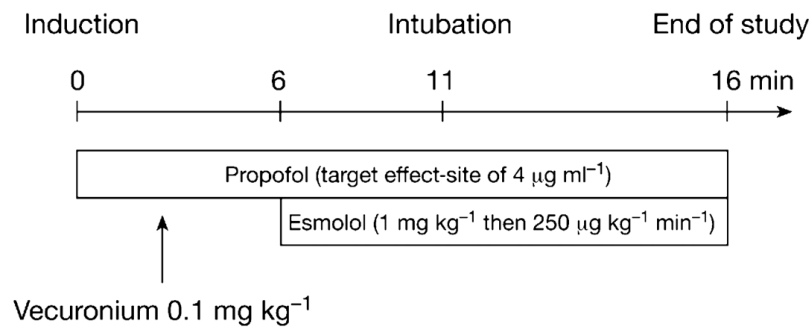 Induction Intubation End of study
0 6 11 16 min
Propofol (target effect-site of 4 μg ml⁻¹)
Esmolol (1 mg kg⁻¹ then 250 μg kg⁻¹ min⁻¹)
Vecuronium 0.1 mg kg⁻¹